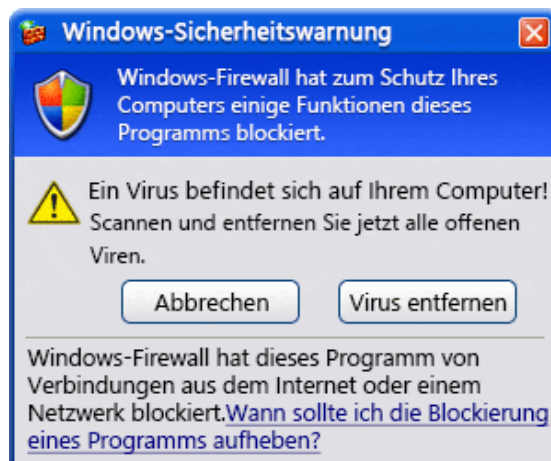 Windows-Sicherheitswarnung
Windows-Firewall hat zum Schutz Ihres
Computers einige Funktionen dieses
Programms blockiert.
Ein Virus befindet sich auf Ihrem Computer!
Scannen und entfernen Sie jetzt alle offenen
Viren.
Abbrechen
Virus entfernen
Windows-Firewall hat dieses Programm von
Verbindungen aus dem Internet oder einem
Netzwerk blockiert.Wann sollte ich die Blockierung
eines Programms aufheben?